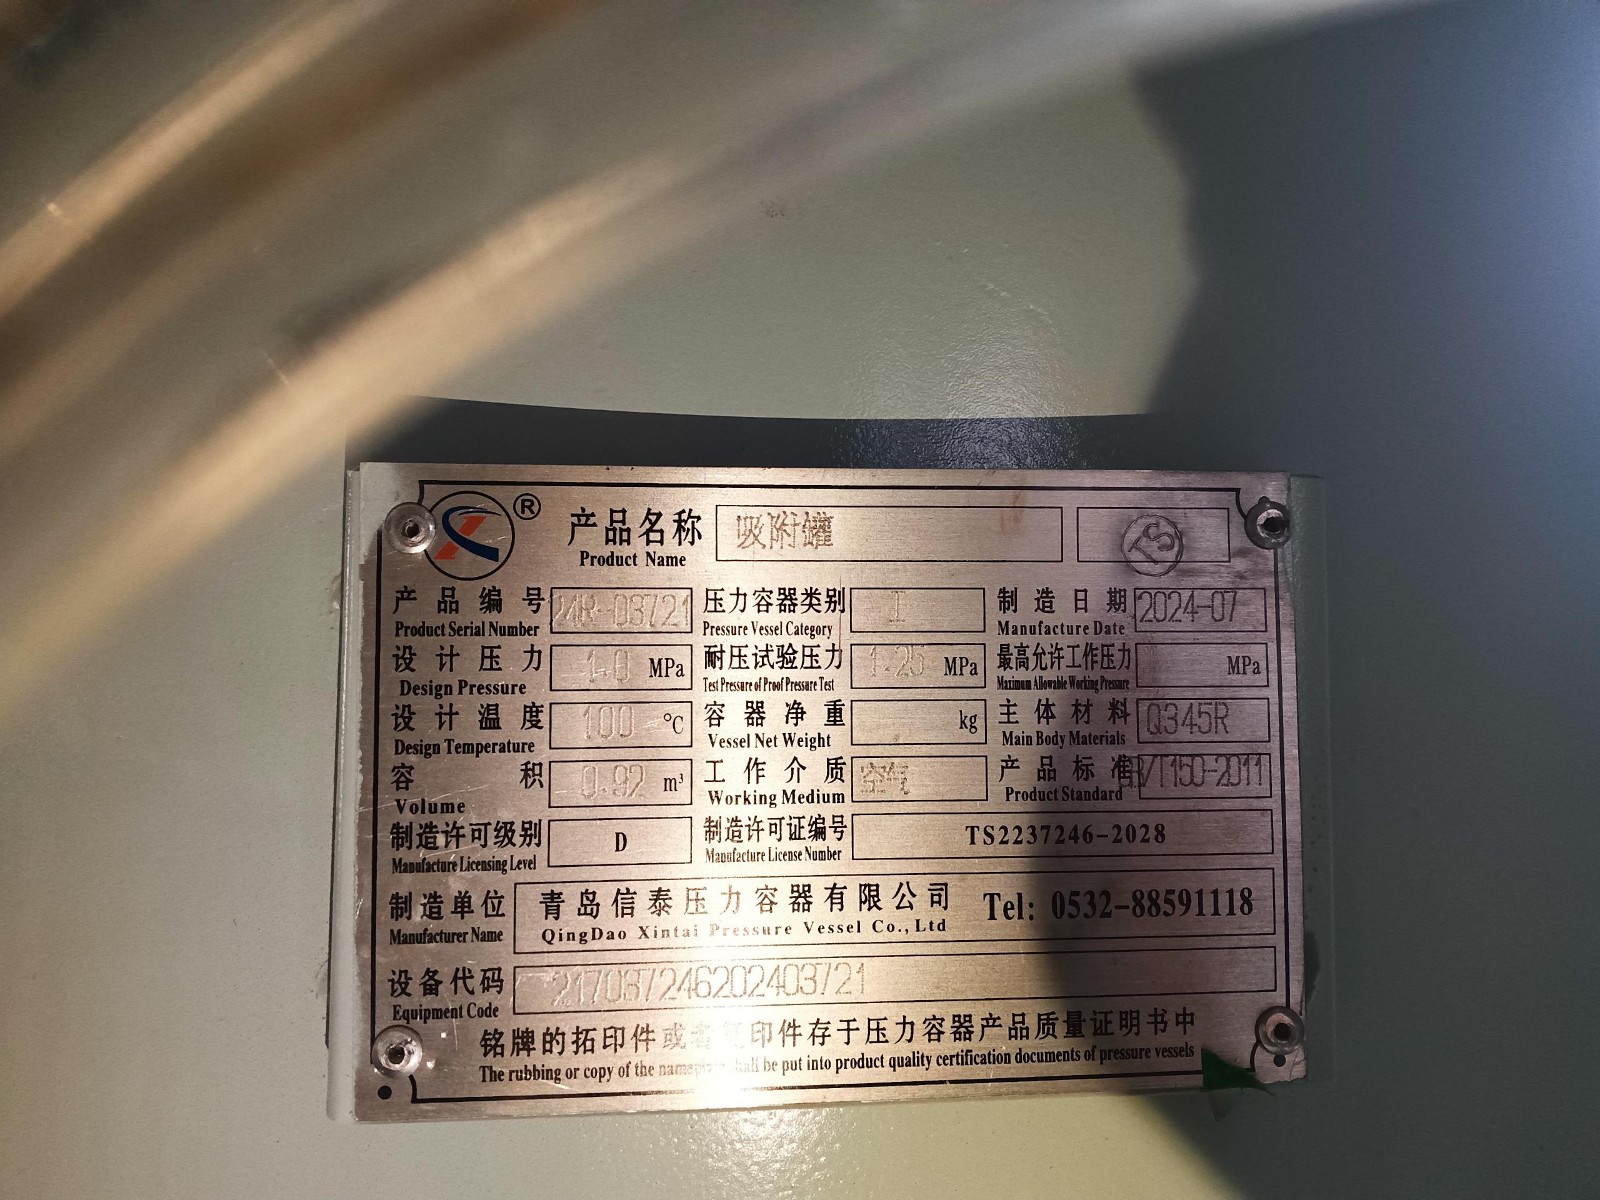 ®
产品名称 吸附罐 TS
Product Name
产品编号 24R-03721 压力容器类别 I 制造日期 2024-07
Product Serial Number Pressure Vessel Category Manufacture Date
设计压力 1.0 MPa 耐压试验压力 1.25 MPa 最高允许工作压力 MPa
Design Pressure Test Pressure of Proof Pressure Test Maximum Allowable Working Pressure
设计温度 100 ℃ 容器净重 kg 主体材料 Q345R
Design Temperature Vessel Net Weight Main Body Materials
容积 0.92 m³ 工作介质 空气 产品标准 GB/T150-2011
Volume Working Medium Product Standard
制造许可级别 D 制造许可证编号 TS2237246-2028
Manufacture Licensing Level Manufacture License Number
制造单位 青岛信泰压力容器有限公司 Tel: 0532-88591118
Manufacturer Name QingDao Xintai Pressure Vessel Co., Ltd
设备代码 217037246202403721
Equipment Code
铭牌的拓印件或者复印件存于压力容器产品质量证明书中
The rubbing or copy of the nameplate shall be put into product quality certification documents of pressure vessels